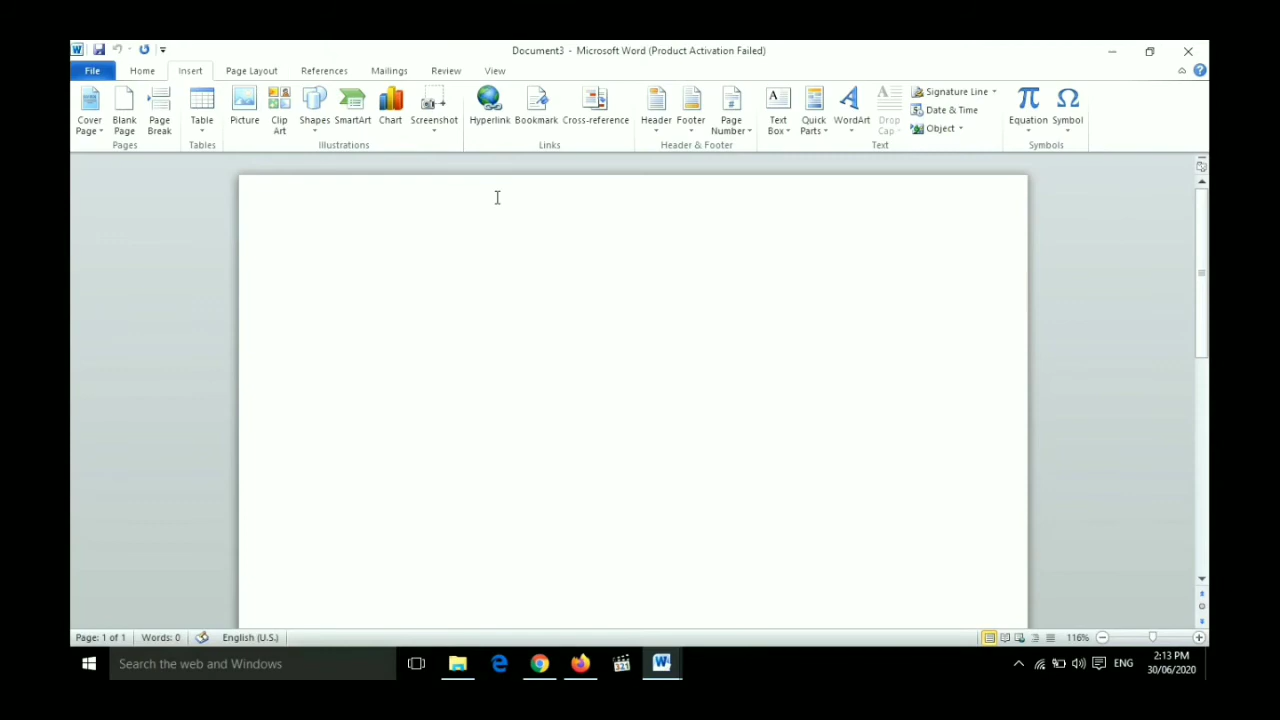 Document3 - Microsoft Word (Product Activation Failed)
File Home Insert Page Layout References Mailings Review View
Cover Page Blank Page Page Break Table Picture Clip Art Shapes SmartArt Chart Screenshot Hyperlink Bookmark Cross-reference Header Footer Page Number Text Box Quick Parts WordArt Drop Cap Signature Line Date & Time Object Equation Symbol
Pages Tables Illustrations Links Header & Footer Text Symbols
Page: 1 of 1 Words: 0 English (U.S.) 116%
Search the web and Windows ENG 2:13 PM
30/06/2020